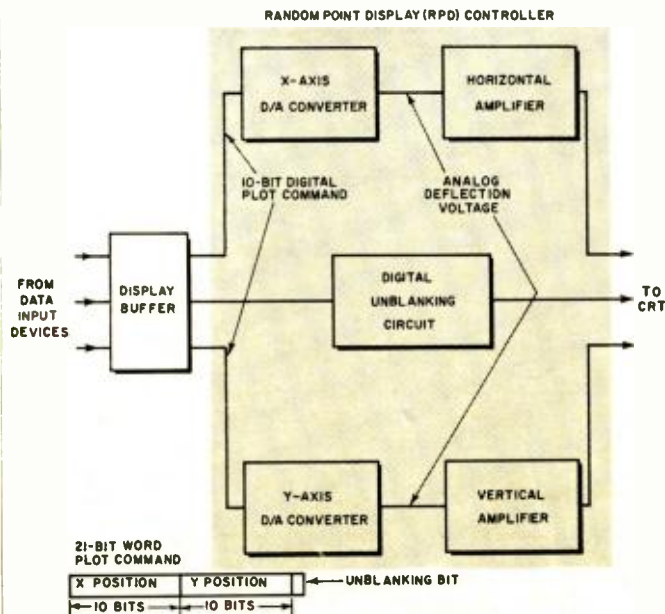 RANDOM POINT DISPLAY (RPD) CONTROLLER
X-AXIS
D/A CONVERTER
HORIZONTAL
AMPLIFIER
10-BIT DIGITAL
PLOT COMMAND
ANALOG
DEFLECTION
VOLTAGE
FROM
DATA
INPUT
DEVICES
DISPLAY
BUFFER
DIGITAL
UNBLANKING
CIRCUIT
TO
CRT
Y-AXIS
D/A CONVERTER
VERTICAL
AMPLIFIER
21-BIT WORD
PLOT COMMAND
X POSITION
Y POSITION
UNBLANKING BIT
10 BITS
10 BITS